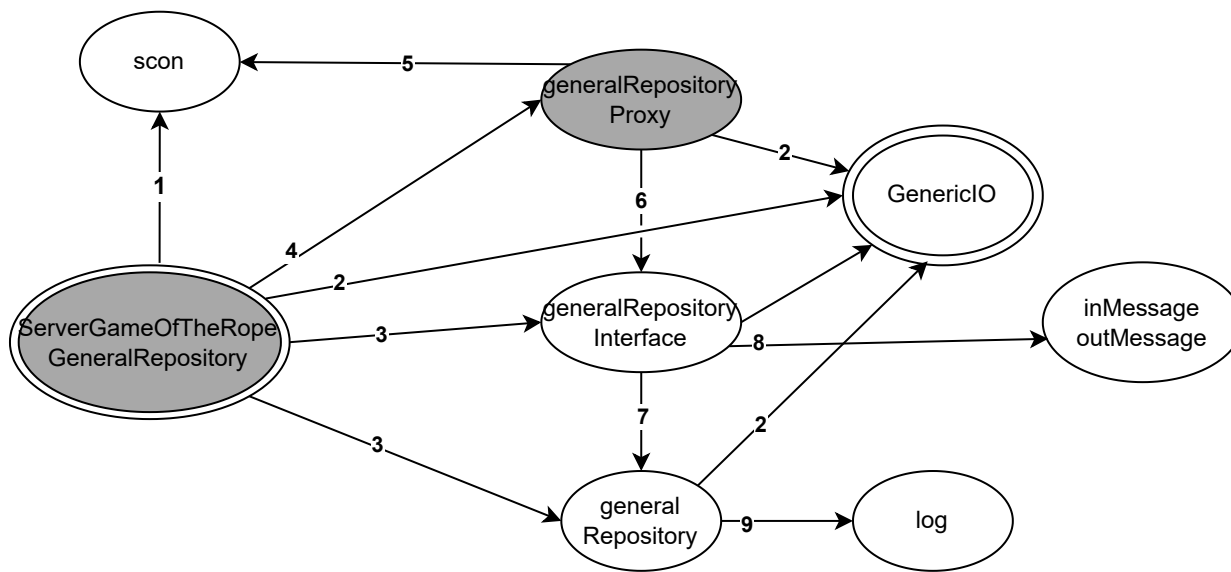 scon
5
generalRepository
Proxy
1
2
GenericIO
6
4
2
ServerGameOfTheRope
GeneralRepository
3
generalRepository
Interface
8
inMessage
outMessage
7
3
2
general
Repository
9
log